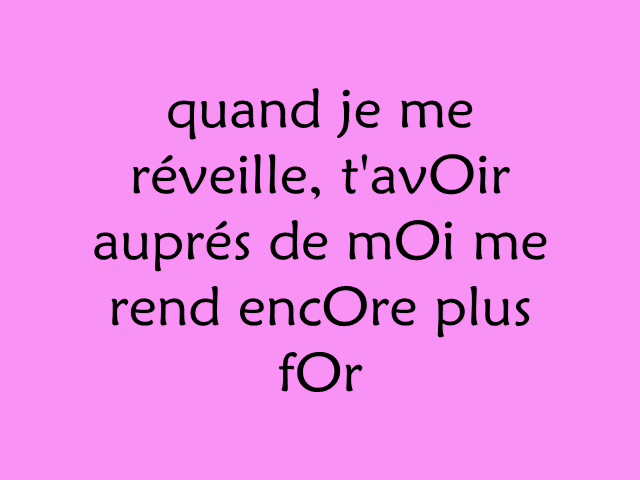 quand je me
réveille, t'avOir
auprés de mOi me
rend encOre plus
fOr